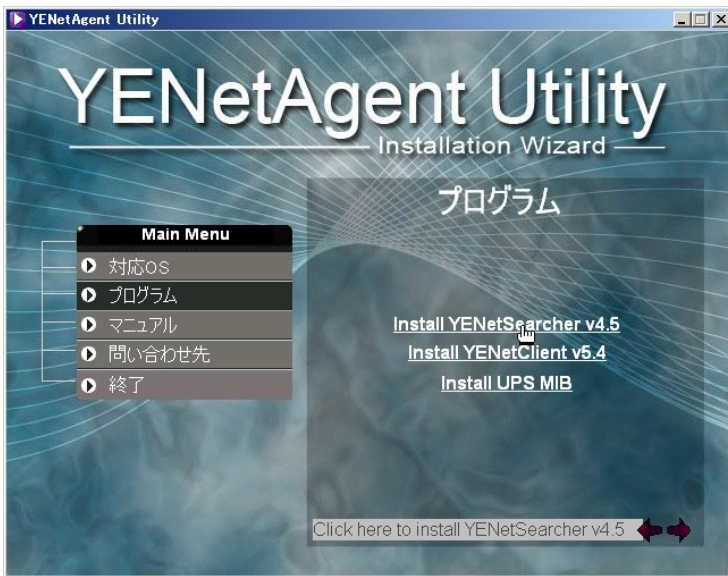 YENetAgent Utility
YENetAgent Utility
Installation Wizard
プログラム
Main Menu
対応OS
プログラム
マニュアル
問い合わせ先
終了
Install YENetSearcher v4.5
Install YENetClient v5.4
Install UPS MIB
Click here to install YENetSearcher v4.5